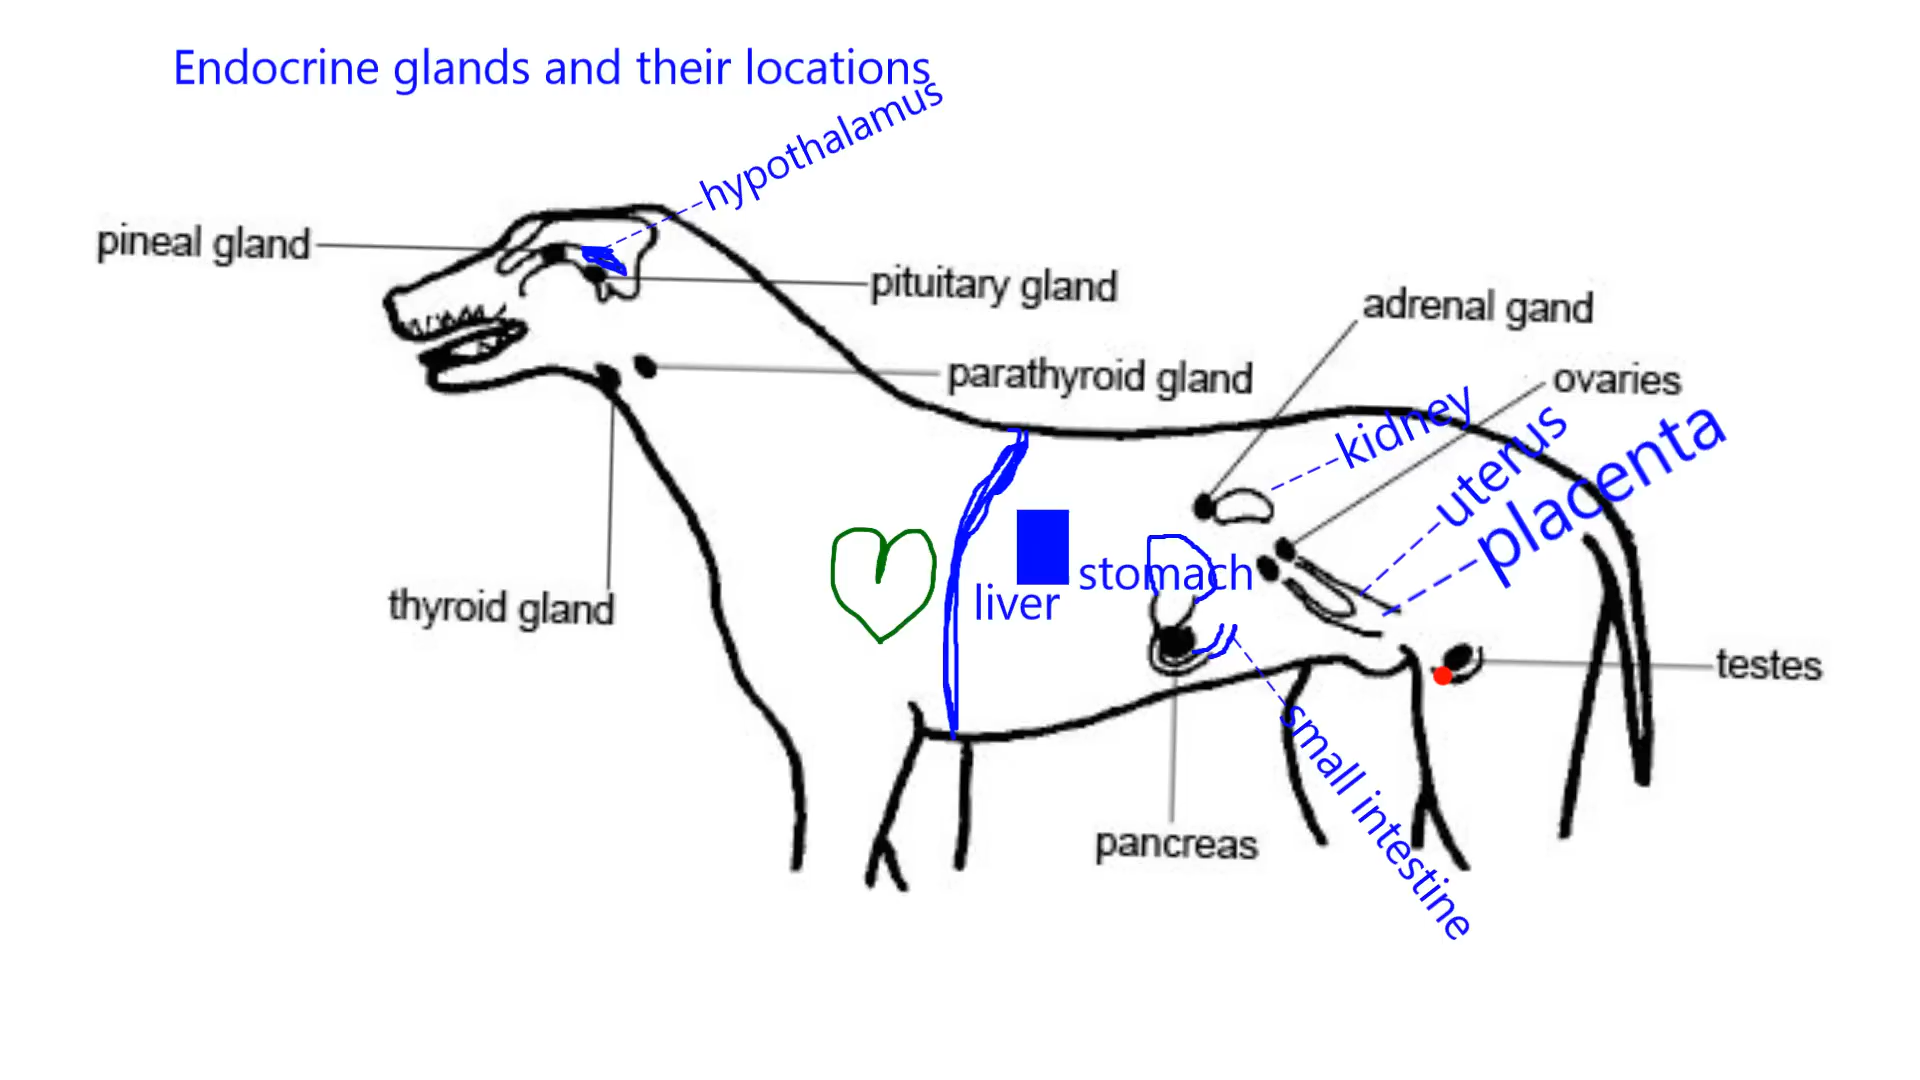 Endocrine glands and their locations
hypothalamus
pineal gland
pituitary gland
adrenal gand
parathyroid gland
ovaries
kidney
uterus
placenta
stomach
liver
thyroid gland
testes
small intestine
pancreas